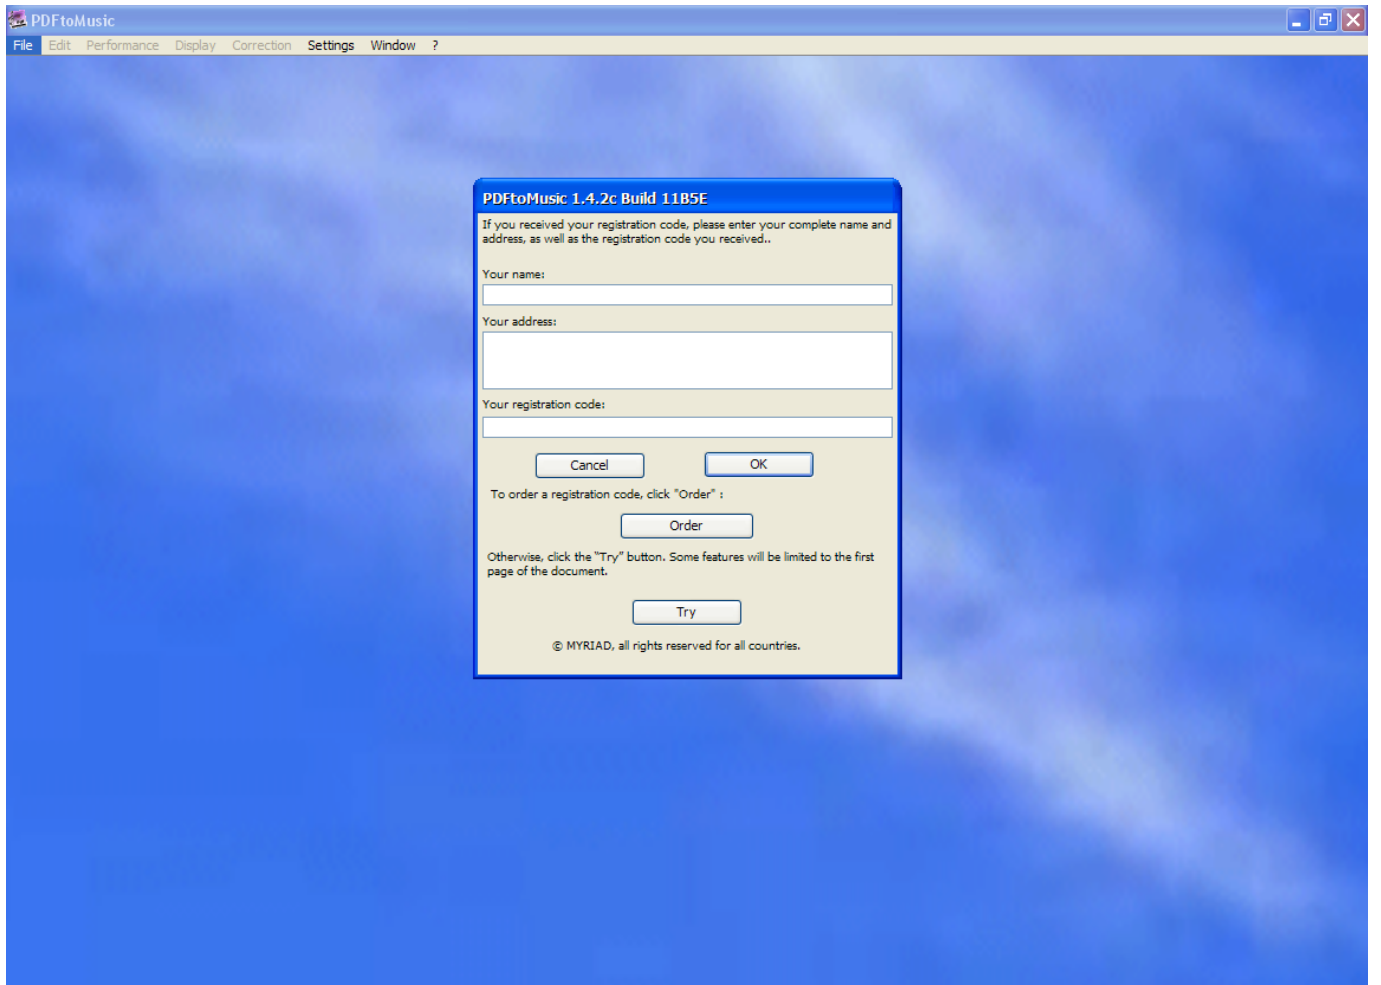 PDFtoMusic
File Edit Performance Display Correction Settings Window ?
PDFtoMusic 1.4.2c Build 11B5E
If you received your registration code, please enter your complete name and
address, as well as the registration code you received..
Your name:
Your address:
Your registration code:
Cancel OK
To order a registration code, click "Order" :
Order
Otherwise, click the "Try" button. Some features will be limited to the first
page of the document.
Try
© MYRIAD, all rights reserved for all countries.